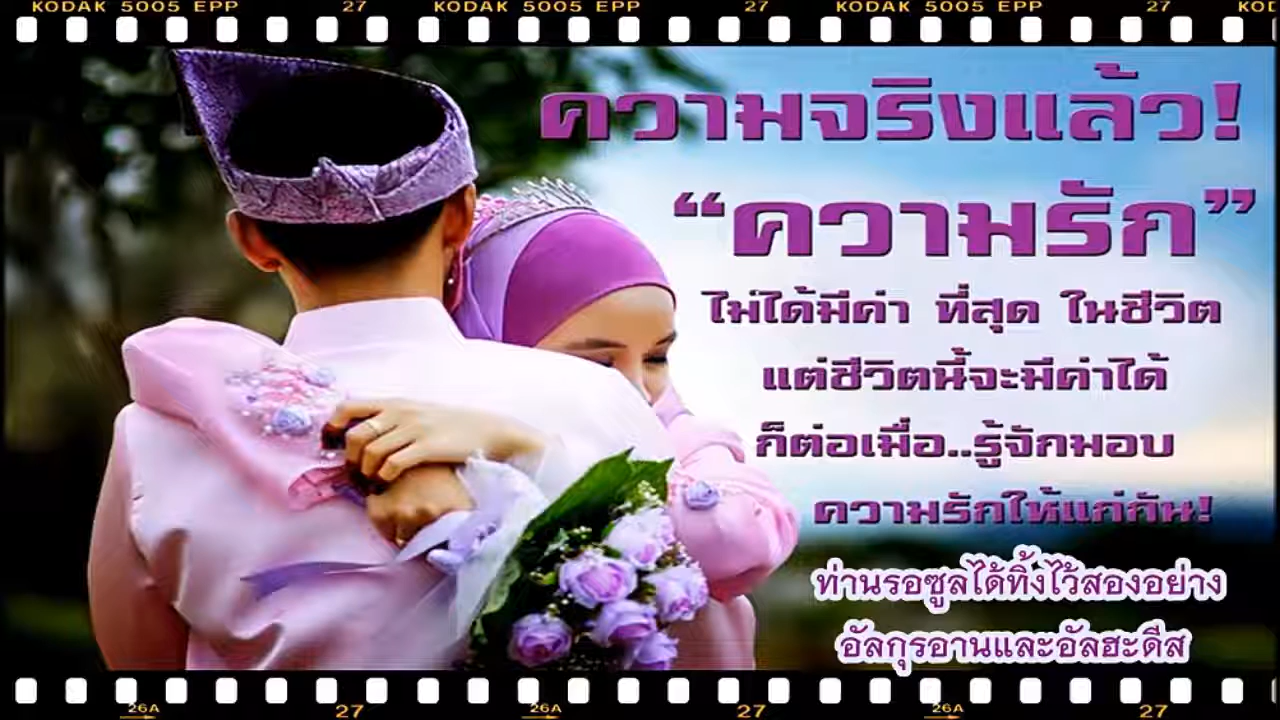 KODAK 5005 EPP 27 KODAK 5005 EPP 27 KODAK 5005 EPP 27 KOD
ความจริงแล้ว!
“ความรัก”
ไม่ได้มีค่า ที่สุด ในชีวิต
แต่ชีวิตนี้จะมีค่าได้
ก็ต่อเมื่อ..รู้จักมอบ
ความรักให้แก่กัน!
ท่านรอซูลได้ทิ้งไว้สองอย่าง
อัลกุรอานและอัลฮะดีส
26A 27 26A 27 26A 27